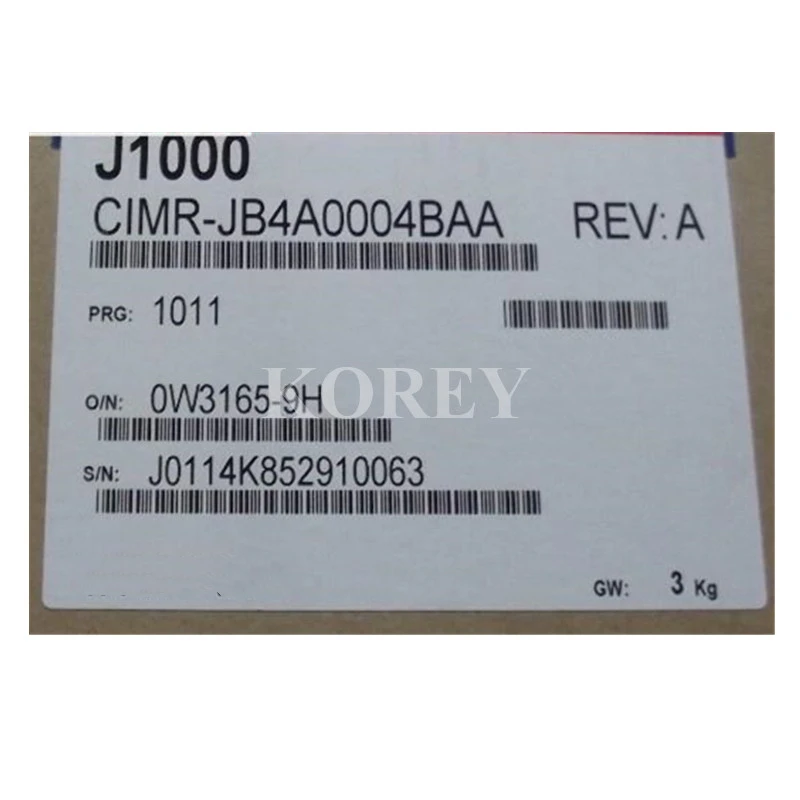 J1000
CIMR-JB4A0004BAA REV: A
PRG: 1011
KOREY
O/N: 0W3165-9H
S/N: J0114K852910063
GW: 3 Kg